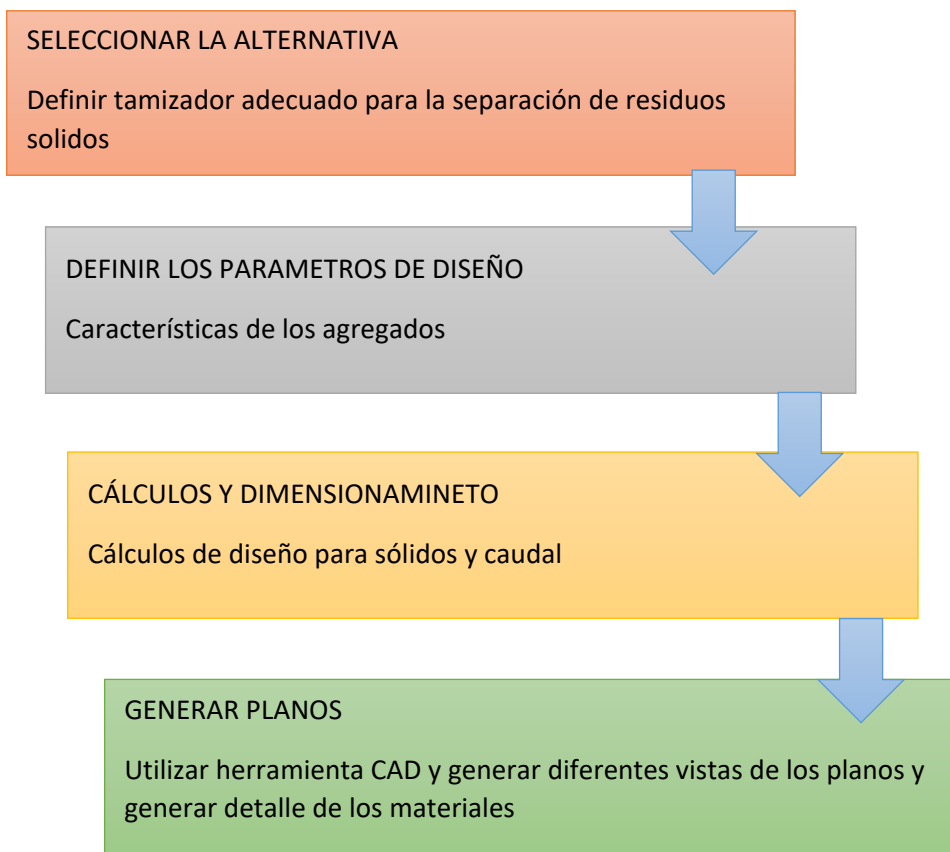 SELECCIONAR LA ALTERNATIVA
Definir tamizador adecuado para la separación de residuos
solidos
DEFINIR LOS PARAMETROS DE DISEÑO
Características de los agregados
CÁLCULOS Y DIMENSIONAMINETO
Cálculos de diseño para sólidos y caudal
GENERAR PLANOS
Utilizar herramienta CAD y generar diferentes vistas de los planos y
generar detalle de los materiales